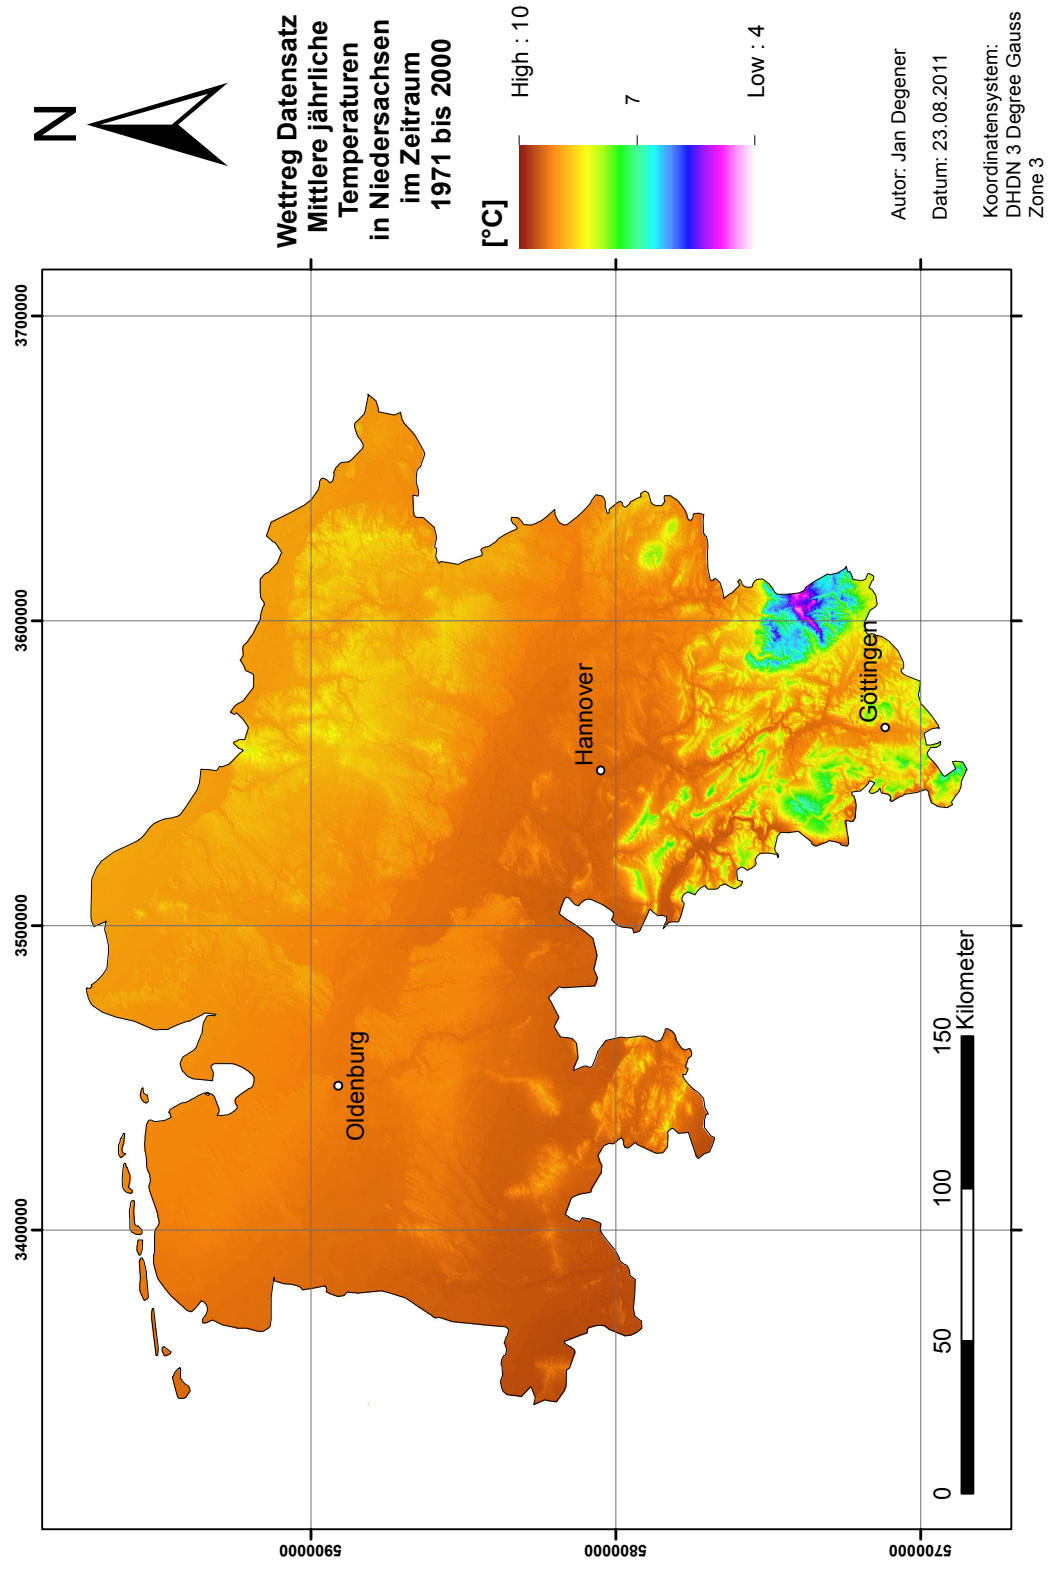 N
Wettreg Datensatz
Mittlere jährliche
Temperaturen
in Niedersachsen
im Zeitraum
1971 bis 2000
[°C]
High : 10
7
Low : 4
Autor: Jan Degener
Datum: 23.08.2011
Koordinatensystem:
DHDN 3 Degree Gauss
Zone 3
3400000
3500000
3600000
3700000
5900000
5800000
5700000
Oldenburg
Hannover
Göttingen
0
50
100
150
Kilometer